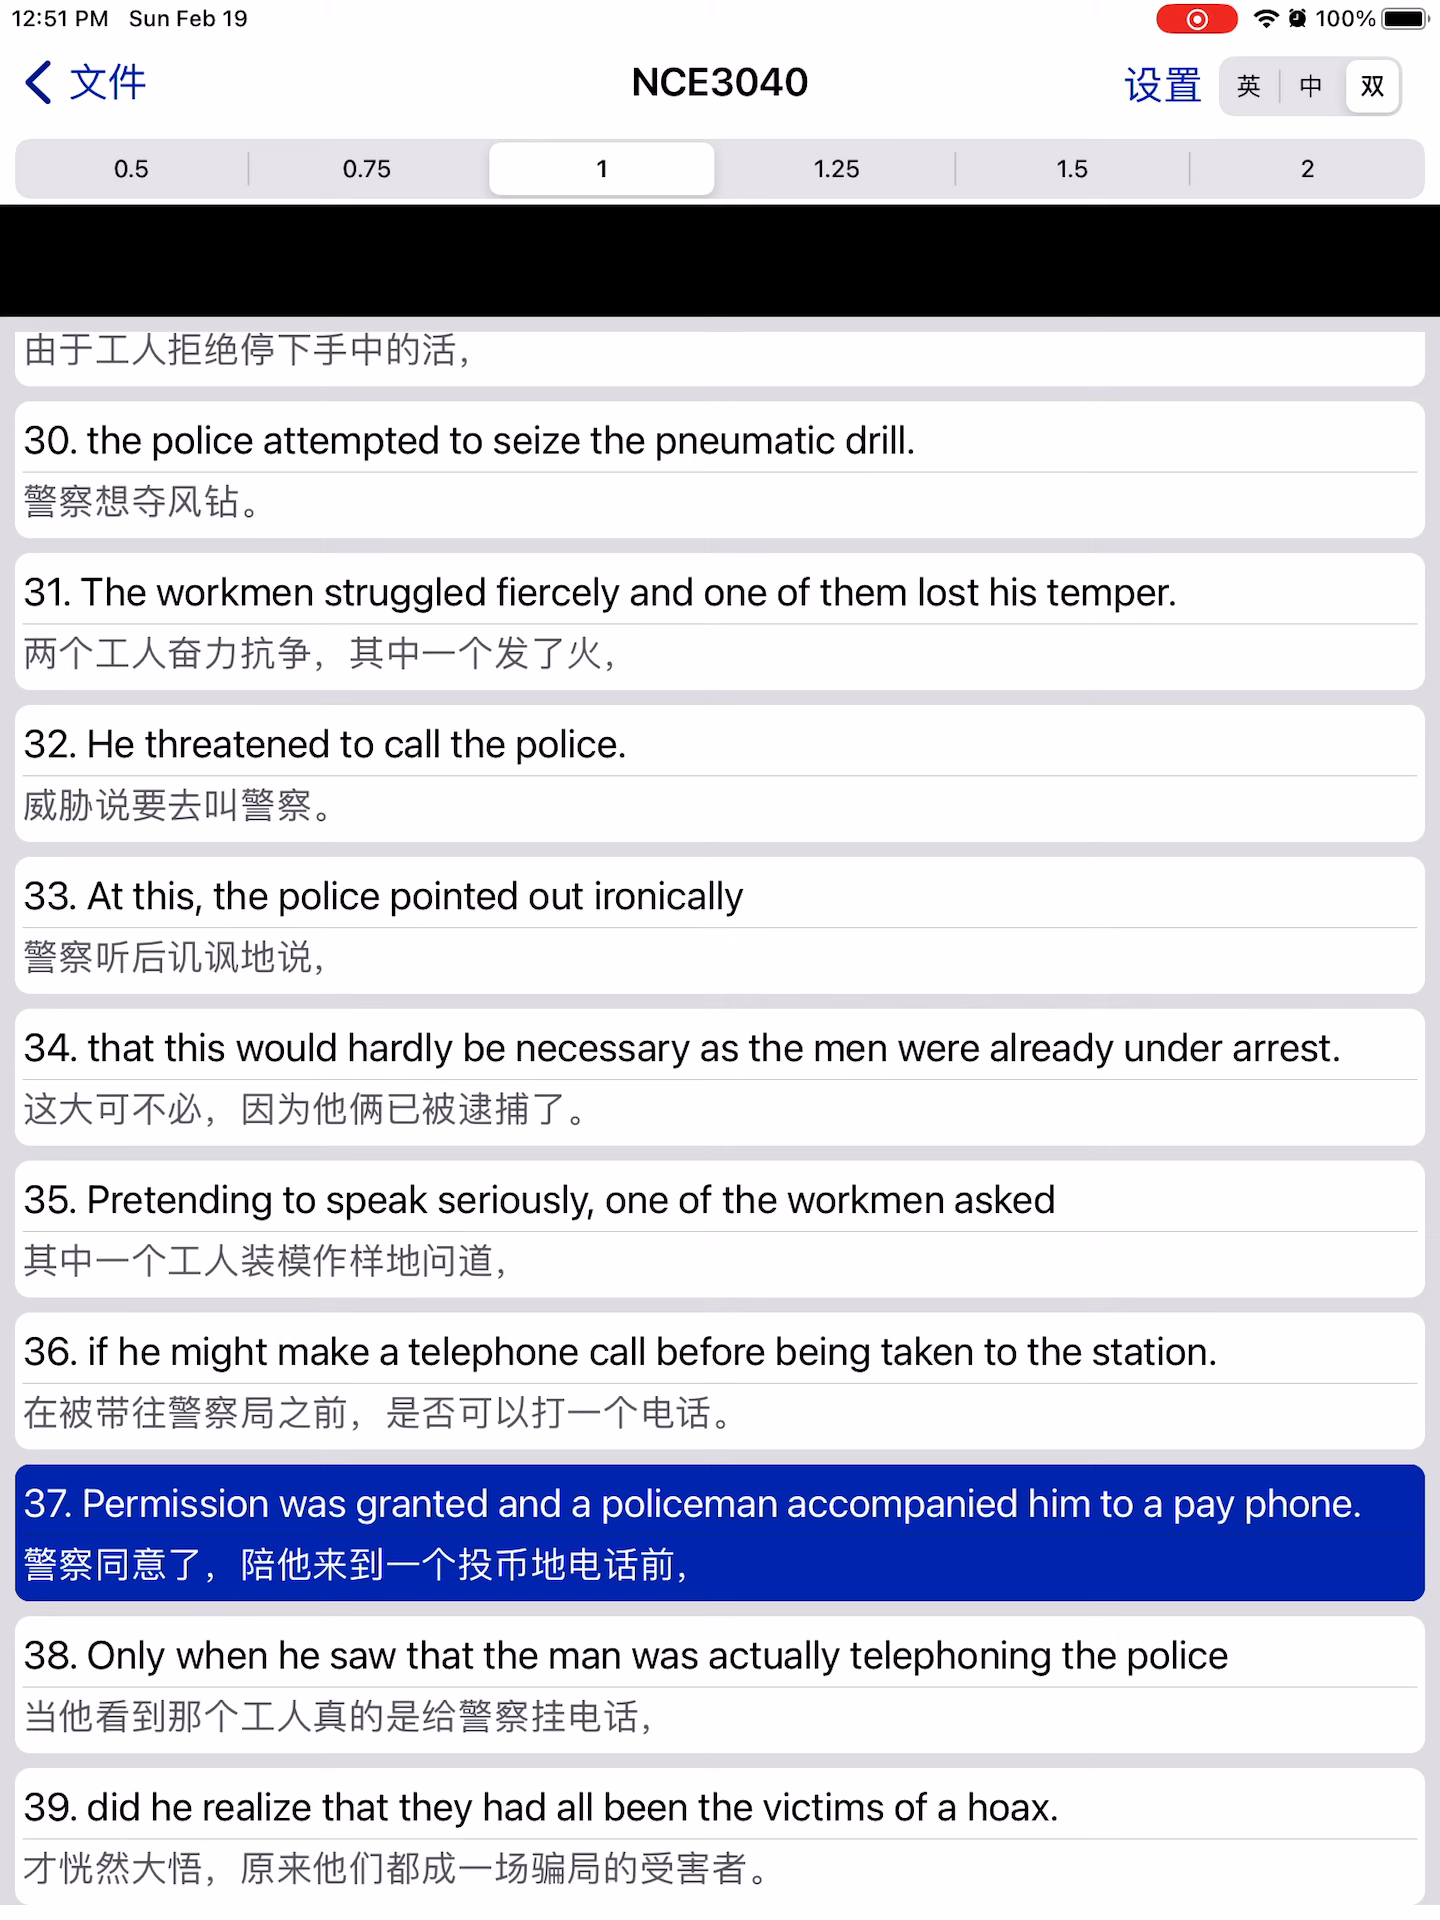 12:51 PM Sun Feb 19 100%
文件 NCE3040 设置 英 中 双
0.5 0.75 1 1.25 1.5 2
由于工人拒绝停下手中的活，
30. the police attempted to seize the pneumatic drill.
警察想夺风钻。
31. The workmen struggled fiercely and one of them lost his temper.
两个工人奋力抗争，其中一个发了火，
32. He threatened to call the police.
威胁说要去叫警察。
33. At this, the police pointed out ironically
警察听后讥讽地说，
34. that this would hardly be necessary as the men were already under arrest.
这大可不必，因为他俩已被逮捕了。
35. Pretending to speak seriously, one of the workmen asked
其中一个工人装模作样地问道，
36. if he might make a telephone call before being taken to the station.
在被带往警察局之前，是否可以打一个电话。
37. Permission was granted and a policeman accompanied him to a pay phone.
警察同意了，陪他来到一个投币地电话前，
38. Only when he saw that the man was actually telephoning the police
当他看到那个工人真的是给警察挂电话，
39. did he realize that they had all been the victims of a hoax.
才恍然大悟，原来他们都成一场骗局的受害者。